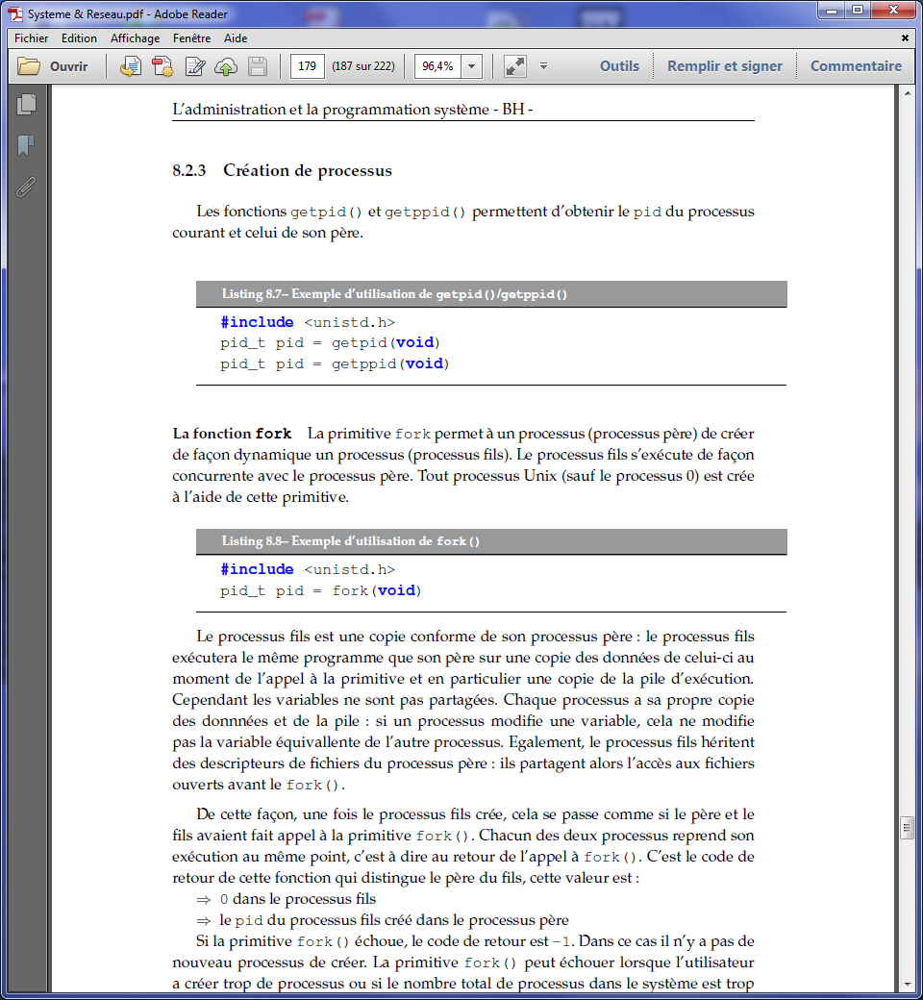 Systeme & Reseau.pdf - Adobe Reader
Fichier Edition Affichage Fenêtre Aide
Ouvrir 179 (187 sur 222) 96,4% Outils Remplir et signer Commentaire
L'administration et la programmation système - BH -
8.2.3 Création de processus
Les fonctions getpid() et getppid() permettent d'obtenir le pid du processus
courant et celui de son père.
Listing 8.7– Exemple d'utilisation de getpid()/getppid()
#include <unistd.h>
pid_t pid = getpid(void)
pid_t pid = getppid(void)
La fonction fork La primitive fork permet à un processus (processus père) de créer
de façon dynamique un processus (processus fils). Le processus fils s'exécute de façon
concurrente avec le processus père. Tout processus Unix (sauf le processus 0) est crée
à l'aide de cette primitive.
Listing 8.8– Exemple d'utilisation de fork()
#include <unistd.h>
pid_t pid = fork(void)
Le processus fils est une copie conforme de son processus père : le processus fils
exécutera le même programme que son père sur une copie des données de celui-ci au
moment de l'appel à la primitive et en particulier une copie de la pile d'exécution.
Cependant les variables ne sont pas partagées. Chaque processus a sa propre copie
des donnnées et de la pile : si un processus modifie une variable, cela ne modifie
pas la variable équivallente de l'autre processus. Egalement, le processus fils héritent
des descripteurs de fichiers du processus père : ils partagent alors l'accès aux fichiers
ouverts avant le fork().
De cette façon, une fois le processus fils crée, cela se passe comme si le père et le
fils avaient fait appel à la primitive fork(). Chacun des deux processus reprend son
exécution au même point, c'est à dire au retour de l'appel à fork(). C'est le code de
retour de cette fonction qui distingue le père du fils, cette valeur est :
⇒ 0 dans le processus fils
⇒ le pid du processus fils créé dans le processus père
Si la primitive fork() échoue, le code de retour est -1. Dans ce cas il n'y a pas de
nouveau processus de créer. La primitive fork() peut échouer lorsque l'utilisateur
a créer trop de processus ou si le nombre total de processus dans le système est trop